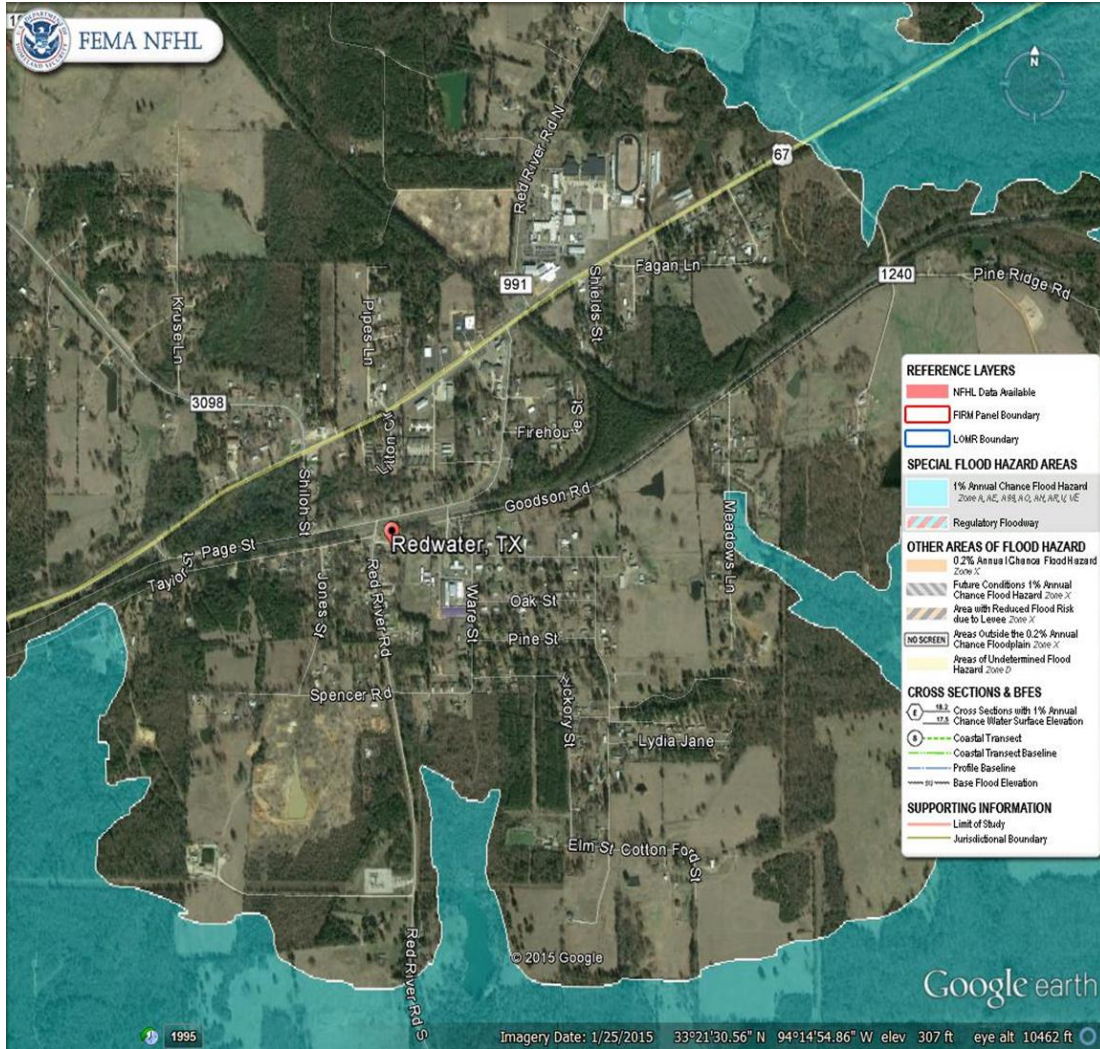 FEMA NFHL
N
67
Red River Rd N
991
Fagan Ln
Shields St
1240
Pine Ridge Rd
Kruse Ln
Pipes Ln
3098
Firehou e St
Shiloh St
Goodson Rd
Meadows Ln
Redwater, TX
Page St
Taylor St
Jones St
Red River Rd
Ware St
Oak St
Pine St
Spencer Rd
Hickory St
Lydia Jane
Elm St
Cotton Ford St
Red River Rd S
REFERENCE LAYERS
NFHL Data Available
FIRM Panel Boundary
LOMR Boundary
SPECIAL FLOOD HAZARD AREAS
1% Annual Chance Flood Hazard
Zone A, AE, A99, AO, AH, AR, V, VE
Regulatory Floodway
OTHER AREAS OF FLOOD HAZARD
0.2% Annual Chance Flood Hazard
Zone X
Future Conditions 1% Annual
Chance Flood Hazard Zone X
Area with Reduced Flood Risk
due to Levee Zone X
NO SCREEN
Areas Outside the 0.2% Annual
Chance Floodplain Zone X
Areas of Undetermined Flood
Hazard Zone D
CROSS SECTIONS & BFES
E
18.2
17.5
Cross Sections with 1% Annual
Chance Water Surface Elevation
8
Coastal Transect
Coastal Transect Baseline
Profile Baseline
Base Flood Elevation
SUPPORTING INFORMATION
Limit of Study
Jurisdictional Boundary
© 2015 Google
Google earth
1995
Imagery Date: 1/25/2015 33°21'30.56" N 94°14'54.86" W elev 307 ft eye alt 10462 ft